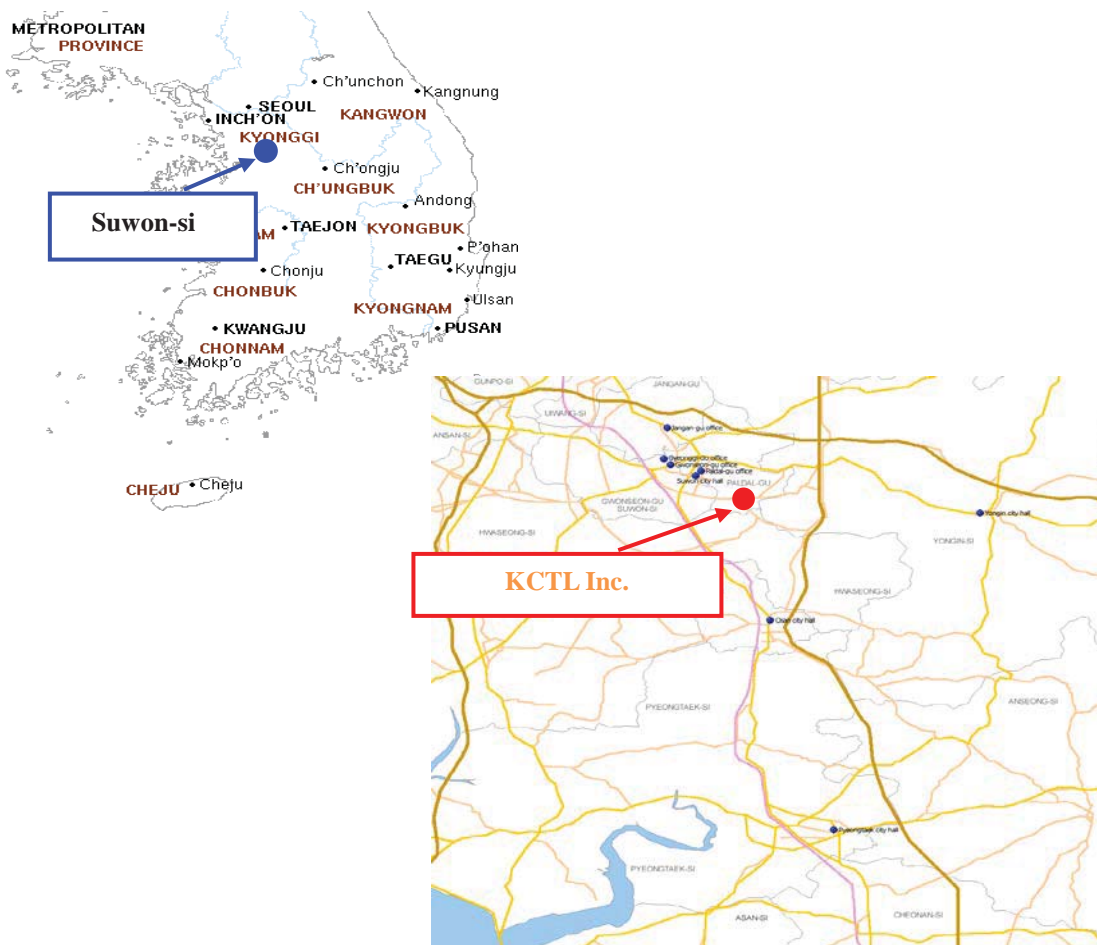 METROPOLITAN
PROVINCE
Ch'unchon
Kangnung
SEOUL
INCH'ON
KANGWON
KYONGGI
Ch'ongju
CH'UNGBUK
Andong
Suwon-si
AM
TAEJON
KYONGBUK
P'ohan
TAEGU
Kyungju
Chonju
CHONBUK
Ulsan
KYONGNAM
KWANGJU
PUSAN
CHONNAM
Mokp'o
CHEJU
Cheju
GUNPO-SI
JANGAN-GU
UIWANG-SI
Jangan-gu office
ANSAN-SI
Gyeonggi-do office
Gwonseon-gu office
Paldal-gu office
Suwon city hall
PALDAL-GU
GWONSEON-GU
SUWON-SI
Yongin city hall
HWASEONG-SI
YONGIN-SI
KCTL Inc.
HWASEONG-SI
Osan city hall
PYEONGTAEK-SI
ANSEONG-SI
Pyeongtaek city hall
PYEONGTAEK-SI
ASAN-SI
CHEONAN-SI